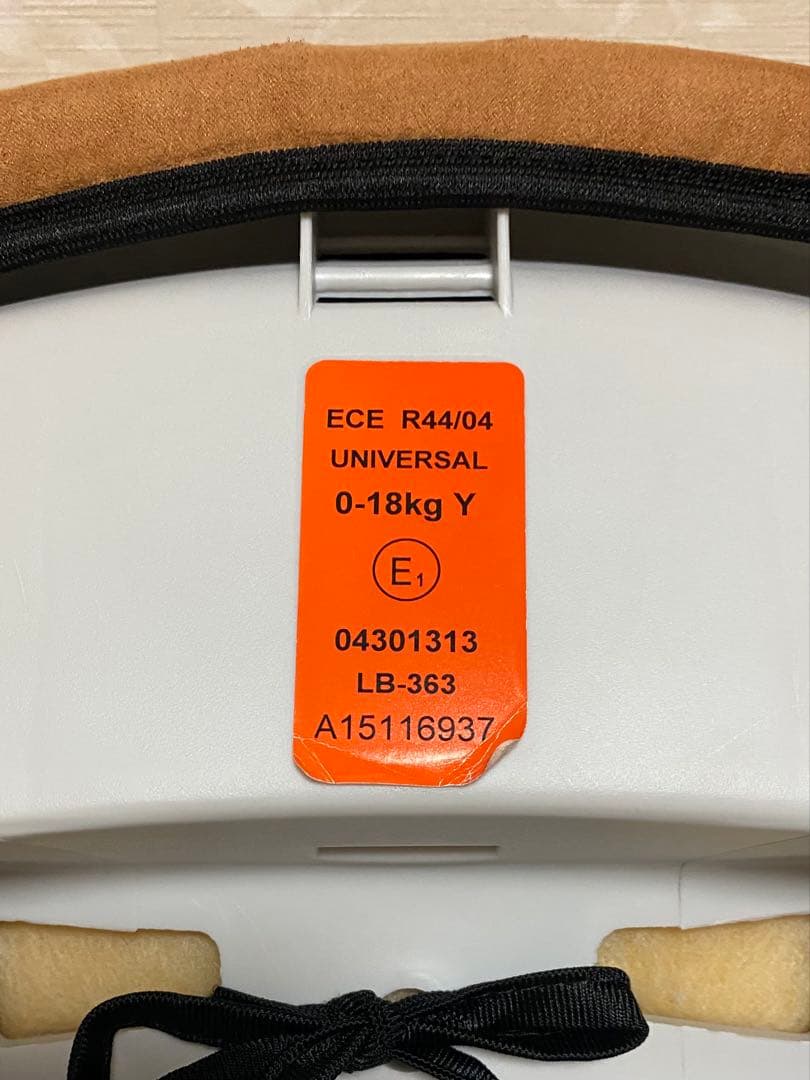 ECE R44/04
UNIVERSAL
0-18kg Y
E1
04301313
LB-363
A15116937